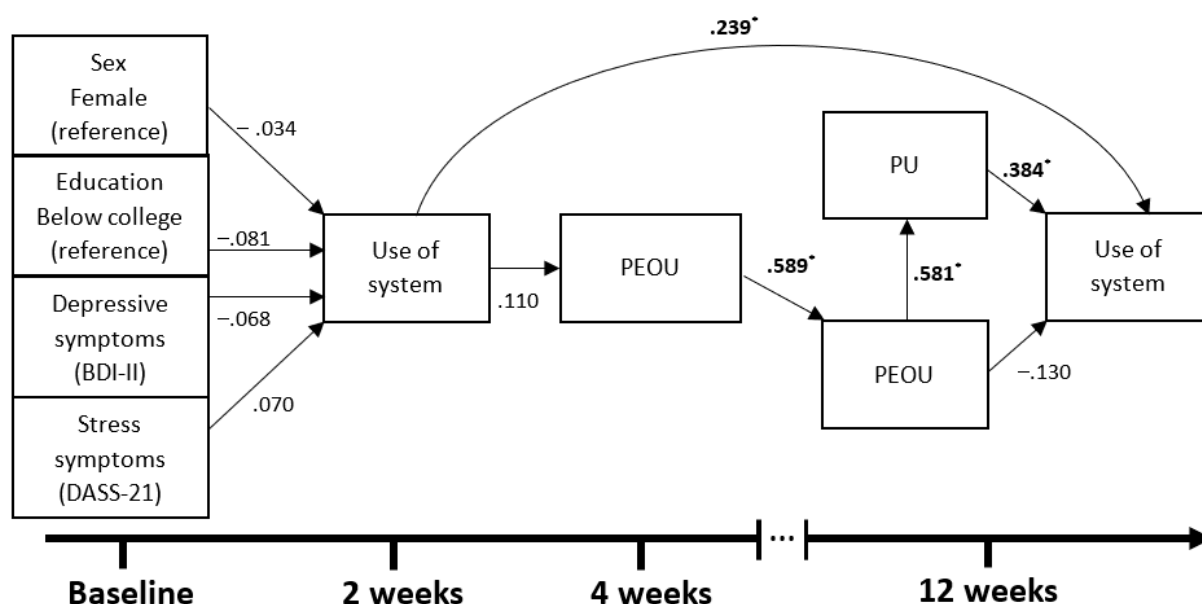 .239*
Sex
Female
(reference)
− .034
Education
Below college
(reference)
−.081
Depressive
symptoms
(BDI-II)
−.068
Stress
symptoms
(DASS-21)
.070
Use of
system
.110
PEOU
.589*
PU
.581*
PEOU
.384*
−.130
Use of
system
...
Baseline
2 weeks
4 weeks
12 weeks